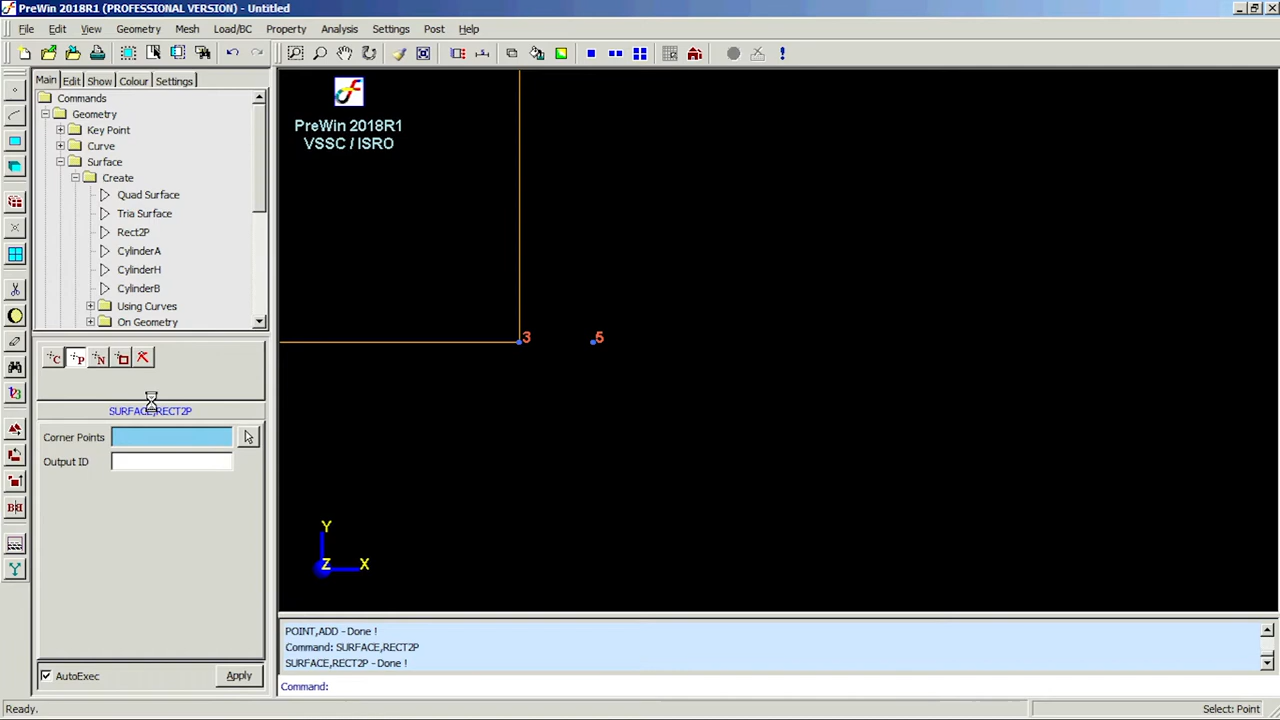 PreWin 2018R1 (PROFESSIONAL VERSION) - Untitled
File Edit View Geometry Mesh Load/BC Property Analysis Settings Post Help
Main Edit Show Colour Settings
Commands
Geometry
Key Point
Curve
Surface
Create
Quad Surface
Tria Surface
Rect2P
CylinderA
CylinderH
CylinderB
Using Curves
On Geometry
C P N
SURFACE,RECT2P
Corner Points
Output ID
AutoExec Apply
PreWin 2018R1
VSSC / ISRO
3 5
Y
Z X
POINT,ADD - Done !
Command: SURFACE,RECT2P
SURFACE,RECT2P - Done !
Command:
Ready. Select: Point